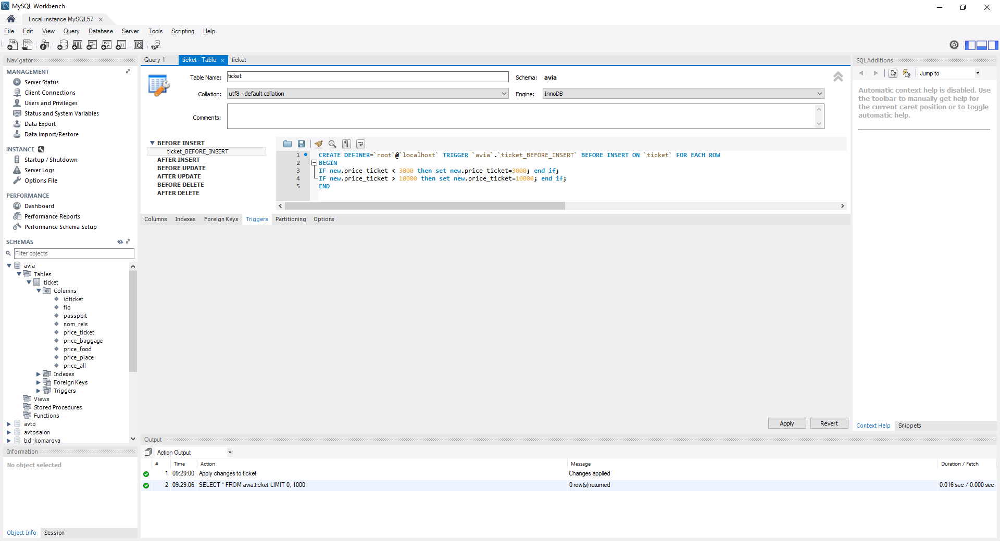 MySQL Workbench
Local instance MySQL57
File Edit View Query Database Server Tools Scripting Help
Navigator
MANAGEMENT
Server Status
Client Connections
Users and Privileges
Status and System Variables
Data Export
Data Import/Restore
INSTANCE
Startup / Shutdown
Server Logs
Options File
PERFORMANCE
Dashboard
Performance Reports
Performance Schema Setup
SCHEMAS
Filter objects
avia
Tables
ticket
Columns
idticket
fio
passport
nom_reis
price_ticket
price_baggage
price_food
price_place
price_all
Indexes
Foreign Keys
Triggers
Views
Stored Procedures
Functions
avto
avtosalon
bd_komarova
Information
No object selected
Object Info Session
Query 1 ticket - Table ticket
Table Name: ticket Schema: avia
Collation: utf8 - default collation Engine: InnoDB
Comments:
BEFORE INSERT
ticket_BEFORE_INSERT
AFTER INSERT
BEFORE UPDATE
AFTER UPDATE
BEFORE DELETE
AFTER DELETE
1 CREATE DEFINER=`root`@`localhost` TRIGGER `avia`.`ticket_BEFORE_INSERT` BEFORE INSERT ON `ticket` FOR EACH ROW
2 BEGIN
3 IF new.price_ticket < 3000 then set new.price_ticket=3000; end if;
4 IF new.price_ticket > 10000 then set new.price_ticket=10000; end if;
5 END
Columns Indexes Foreign Keys Triggers Partitioning Options
Apply Revert
Output
Action Output
# Time Action Message Duration / Fetch
1 09:29:00 Apply changes to ticket Changes applied
2 09:29:06 SELECT * FROM avia.ticket LIMIT 0, 1000 0 row(s) returned 0.016 sec / 0.000 sec
SQLAdditions
Jump to
Automatic context help is disabled. Use
the toolbar to manually get help for
the current caret position or to toggle
automatic help.
Context Help Snippets